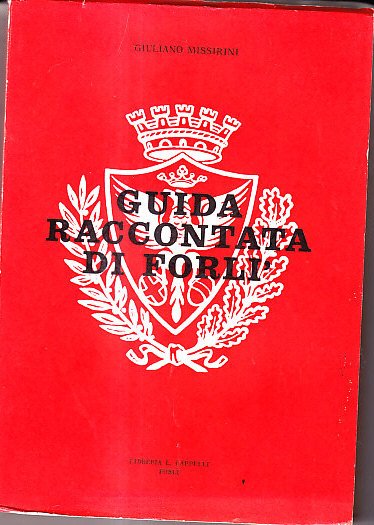 GIULIANO MISSIRINI
GUIDA
RACCONTATA
DI FORLI'
LIBRERIA L. CAPPELLI
FORLI'